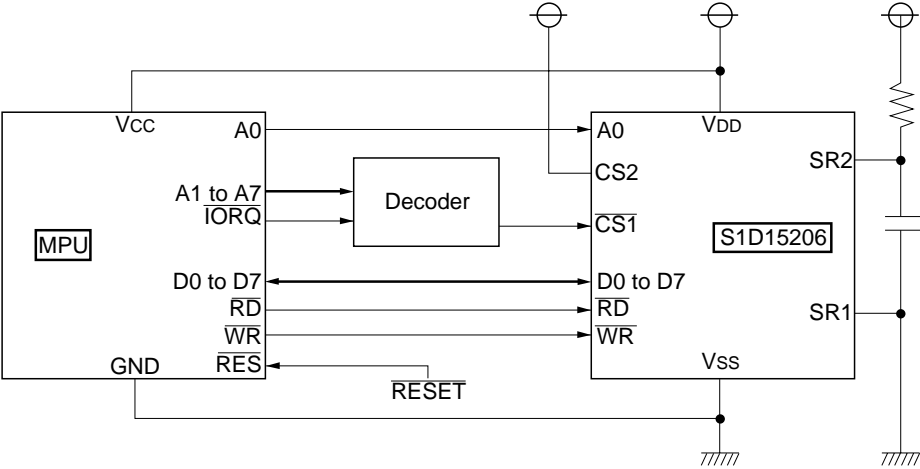 VCC
A0
A1 to A7
IORQ
MPU
D0 to D7
RD
WR
RES
GND
Decoder
RESET
A0
VDD
CS2
SR2
CS1
S1D15206
D0 to D7
RD
SR1
WR
VSS